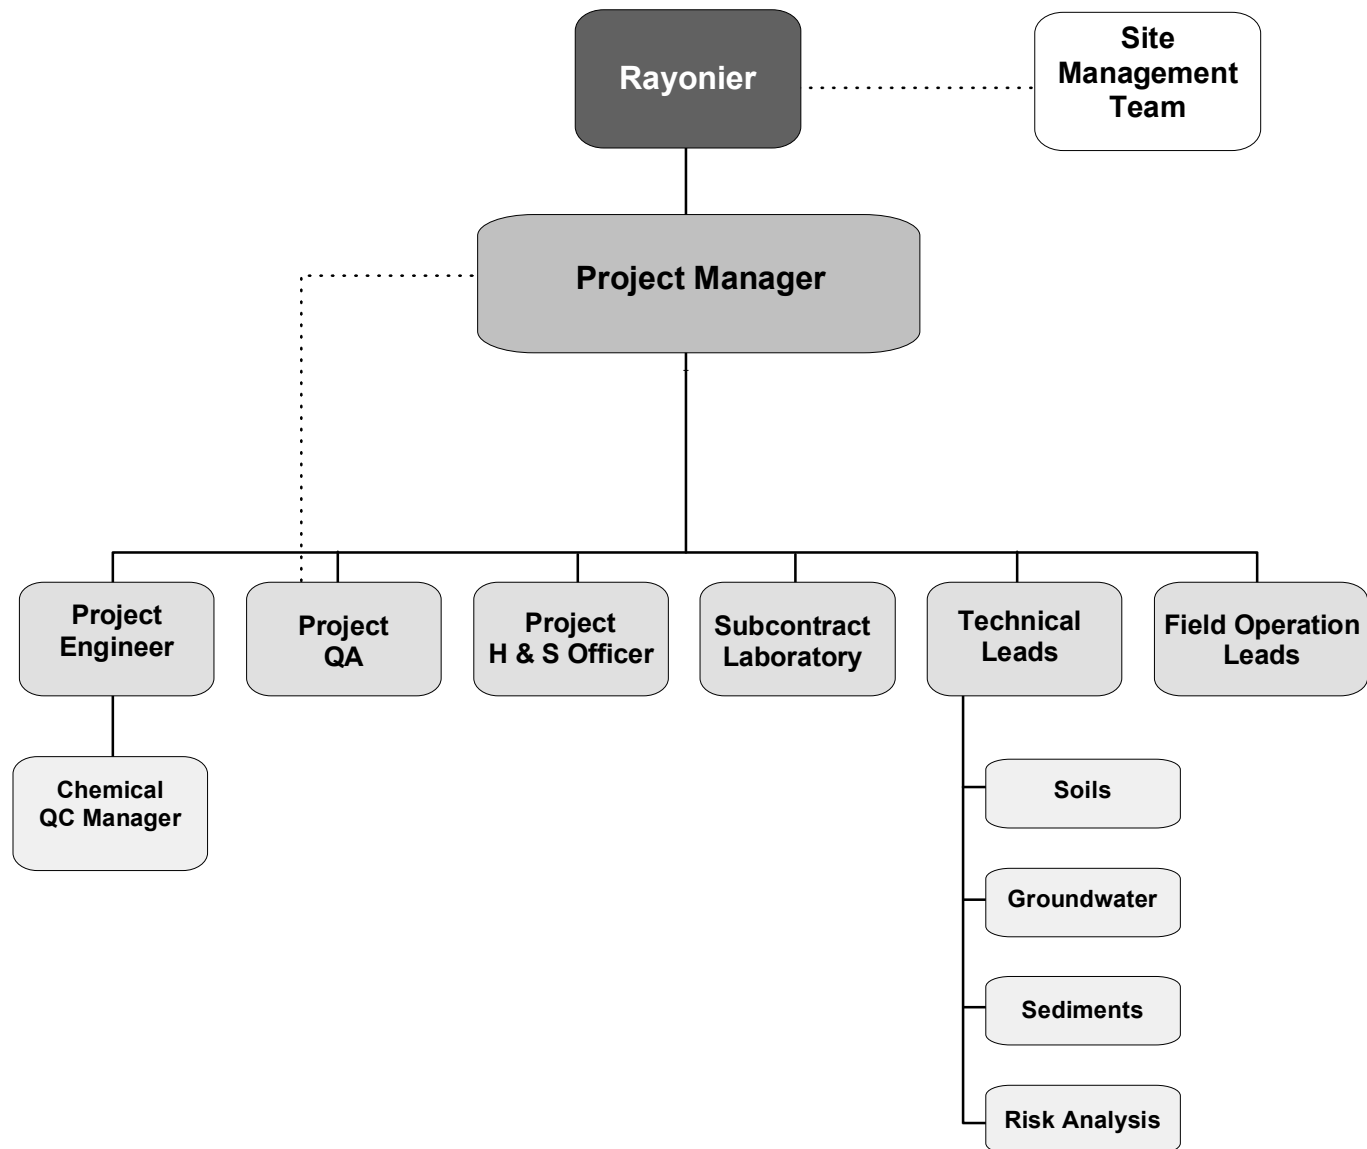 Rayonier
Site
Management
Team
Project Manager
Project
Engineer
Project
QA
Project
H & S Officer
Subcontract
Laboratory
Technical
Leads
Field Operation
Leads
Chemical
QC Manager
Soils
Groundwater
Sediments
Risk Analysis